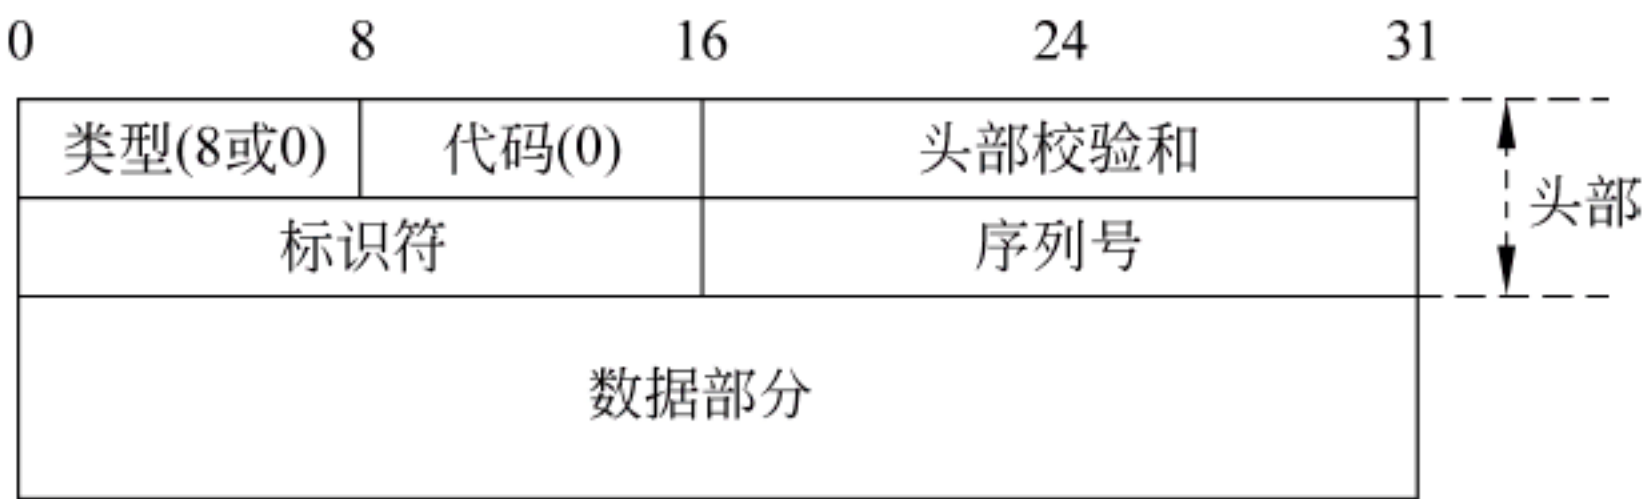 0 8 16 24 31
类型(8或0) 代码(0) 头部校验和
头部
标识符 序列号
数据部分